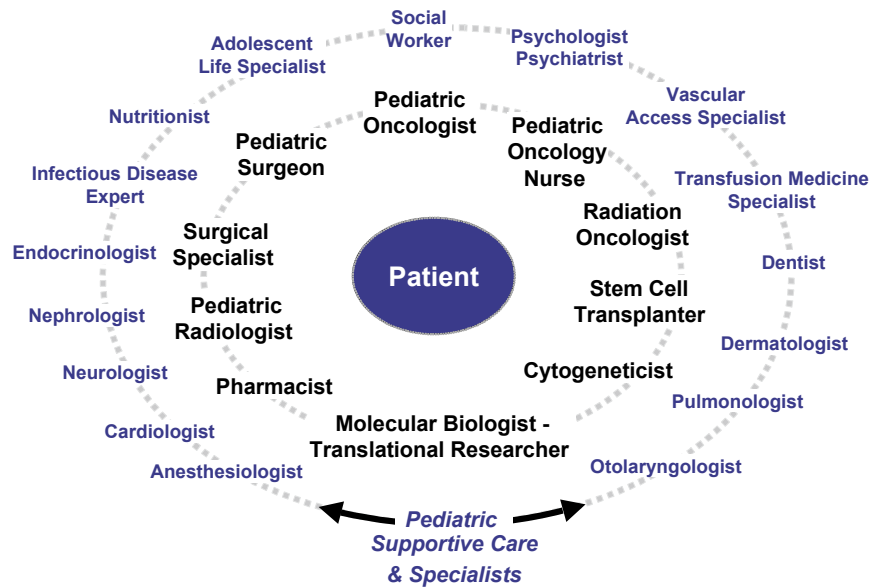 Social
Worker
Psychologist
Psychiatrist
Adolescent
Life Specialist
Vascular
Access Specialist
Nutritionist
Pediatric
Oncologist
Pediatric
Oncology
Nurse
Pediatric
Surgeon
Infectious Disease
Expert
Transfusion Medicine
Specialist
Surgical
Specialist
Radiation
Oncologist
Endocrinologist
Patient
Dentist
Nephrologist
Pediatric
Radiologist
Stem Cell
Transplanter
Dermatologist
Neurologist
Pharmacist
Cytogeneticist
Pulmonologist
Cardiologist
Molecular Biologist -
Translational Researcher
Anesthesiologist
Otolaryngologist
Pediatric
Supportive Care
& Specialists